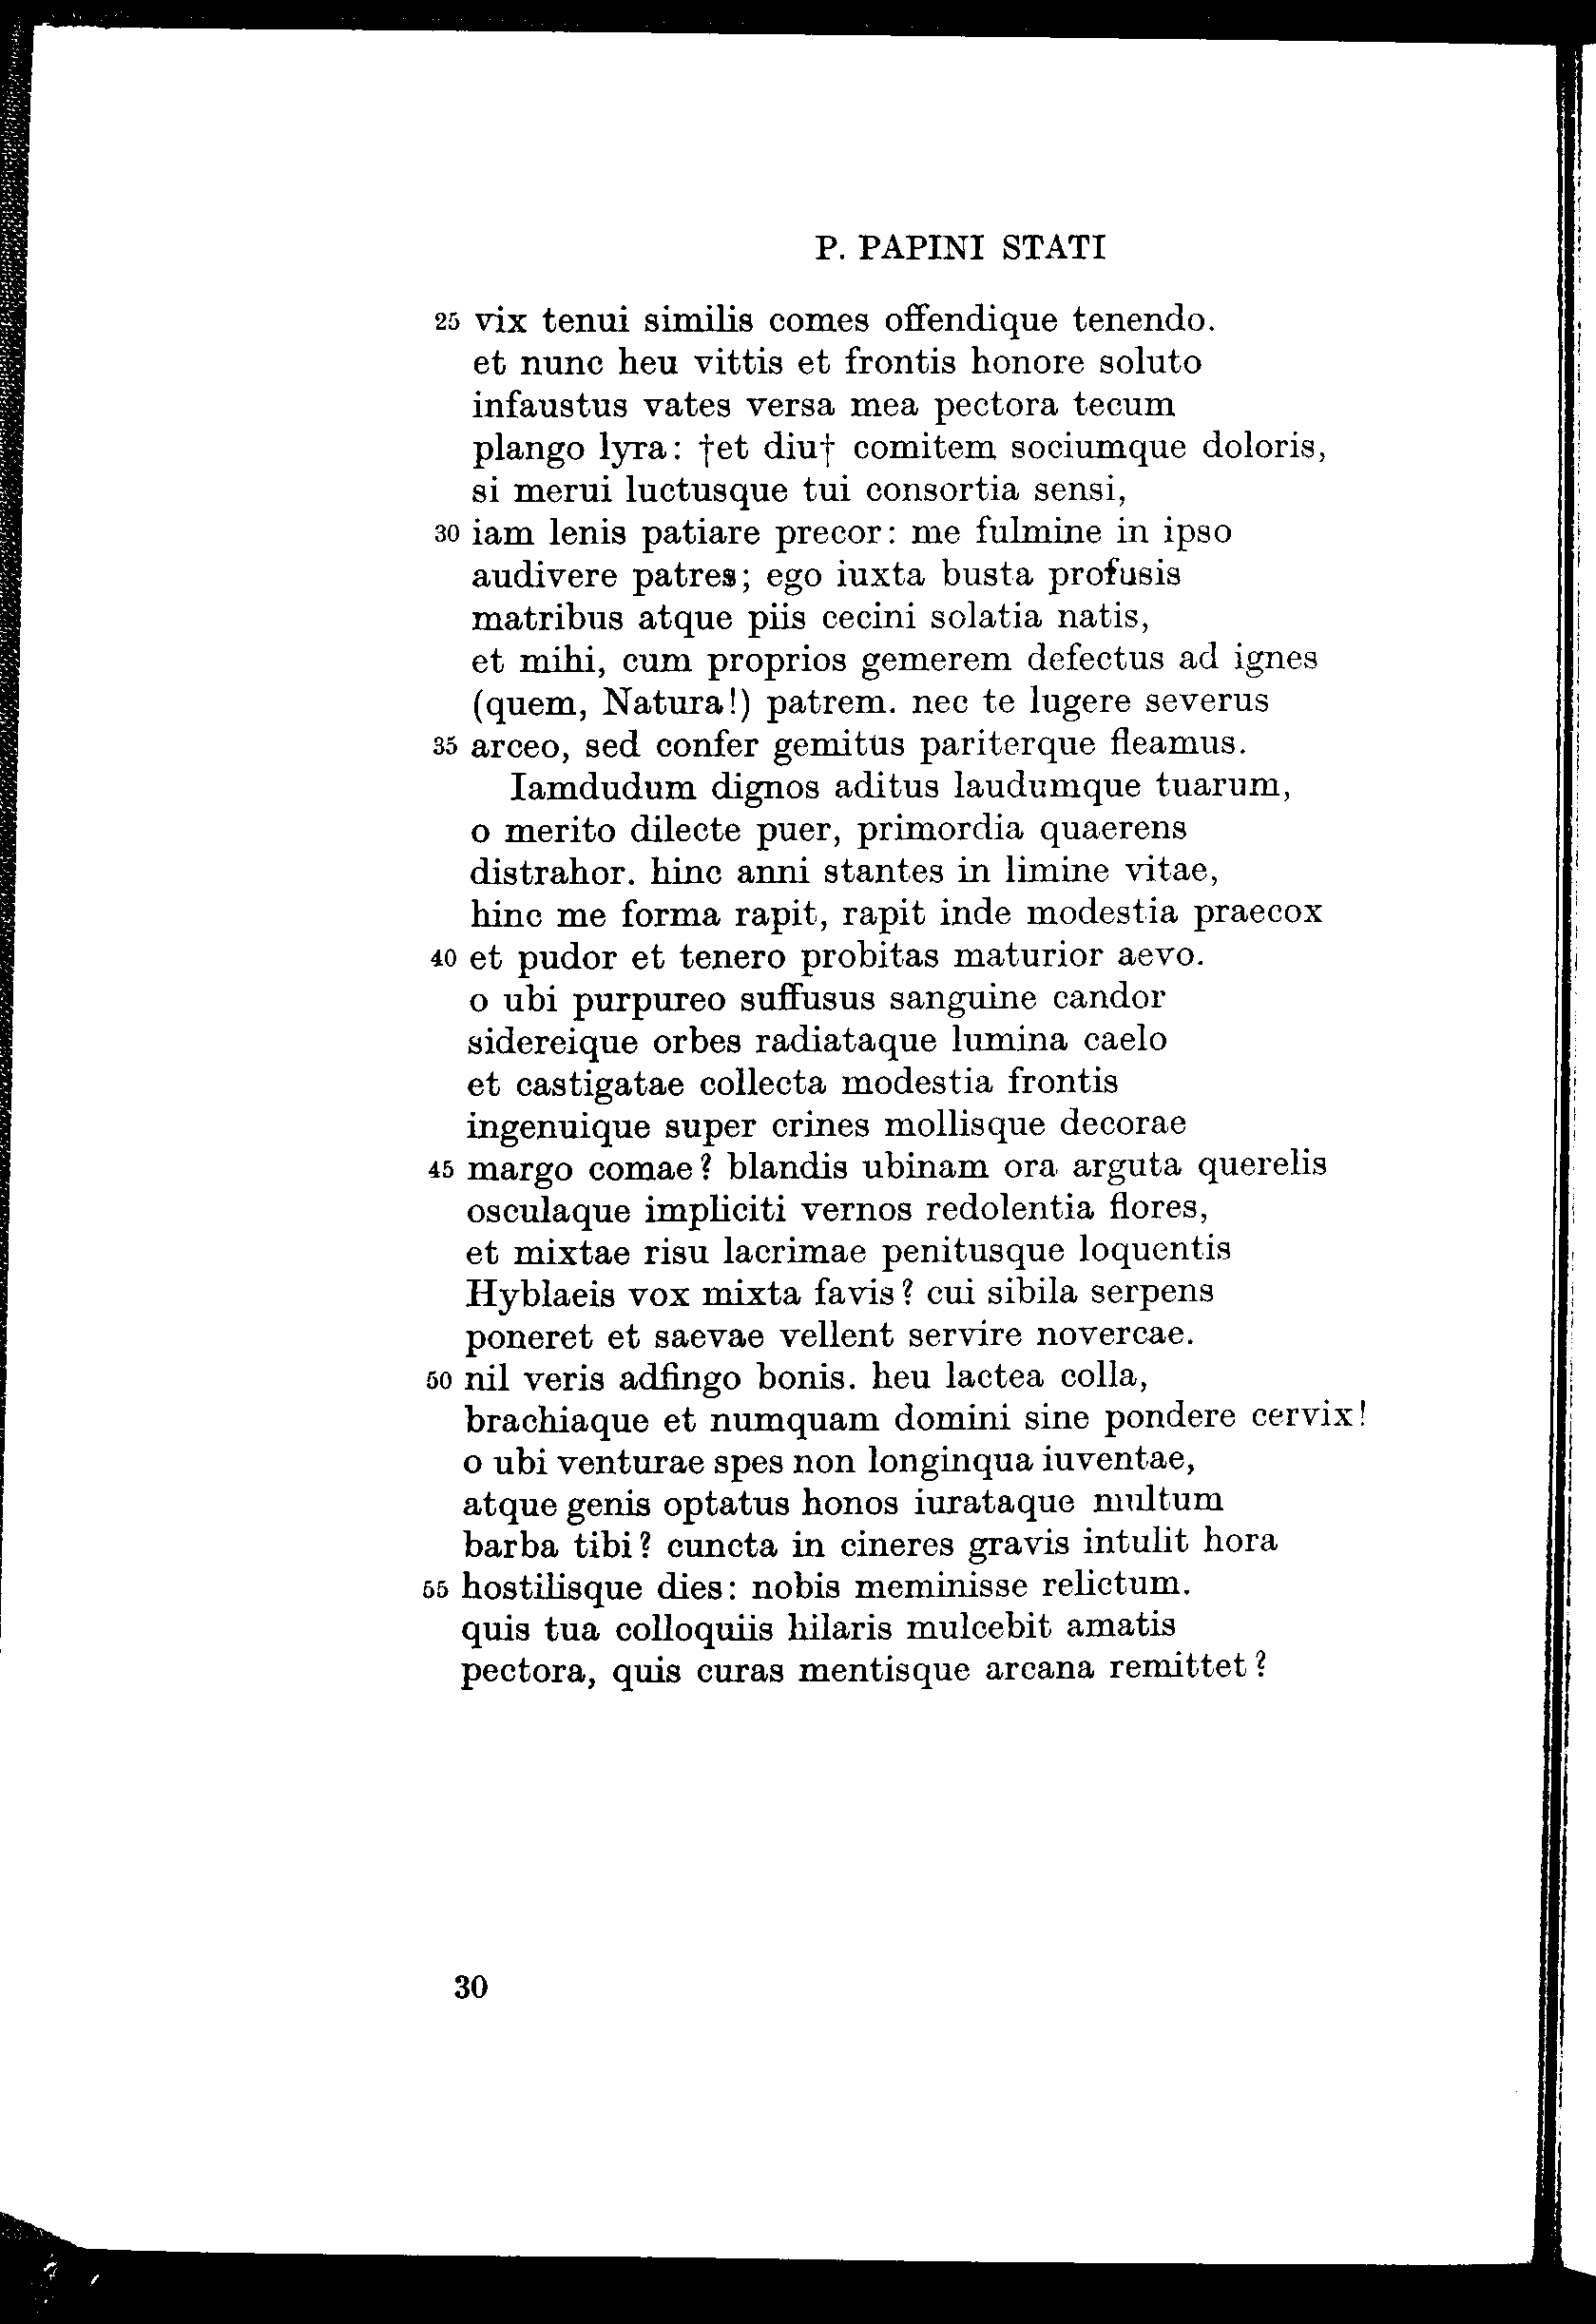 P. PAPINI STATI
25 vix tenui similis comes offendique tenendo.
et nunc heu vittis et frontis honore soluto
infaustus vates versa mea pectora tecum
plango lyra: †et diu† comitem sociumque doloris,
si merui luctusque tui consortia sensi,
30 iam lenis patiare precor: me fulmine in ipso
audivere patres; ego iuxta busta profusis
matribus atque piis cecini solatia natis,
et mihi, cum proprios gemerem defectus ad ignes
(quem, Natura!) patrem. nec te lugere severus
35 arceo, sed confer gemitus pariterque fleamus.
Iamdudum dignos aditus laudumque tuarum,
o merito dilecte puer, primordia quaerens
distrahor. hinc anni stantes in limine vitae,
hinc me forma rapit, rapit inde modestia praecox
40 et pudor et tenero probitas maturior aevo.
o ubi purpureo suffusus sanguine candor
sidereique orbes radiataque lumina caelo
et castigatae collecta modestia frontis
ingenuique super crines mollisque decorae
45 margo comae? blandis ubinam ora arguta querelis
osculaque impliciti vernos redolentia flores,
et mixtae risu lacrimae penitusque loquentis
Hyblaeis vox mixta favis? cui sibila serpens
poneret et saevae vellent servire novercae.
50 nil veris adfingo bonis. heu lactea colla,
brachiaque et numquam domini sine pondere cervix!
o ubi venturae spes non longinqua iuventae,
atque genis optatus honos iurataque multum
barba tibi? cuncta in cineres gravis intulit hora
55 hostilisque dies: nobis meminisse relictum.
quis tua colloquiis hilaris mulcebit amatis
pectora, quis curas mentisque arcana remittet?
30